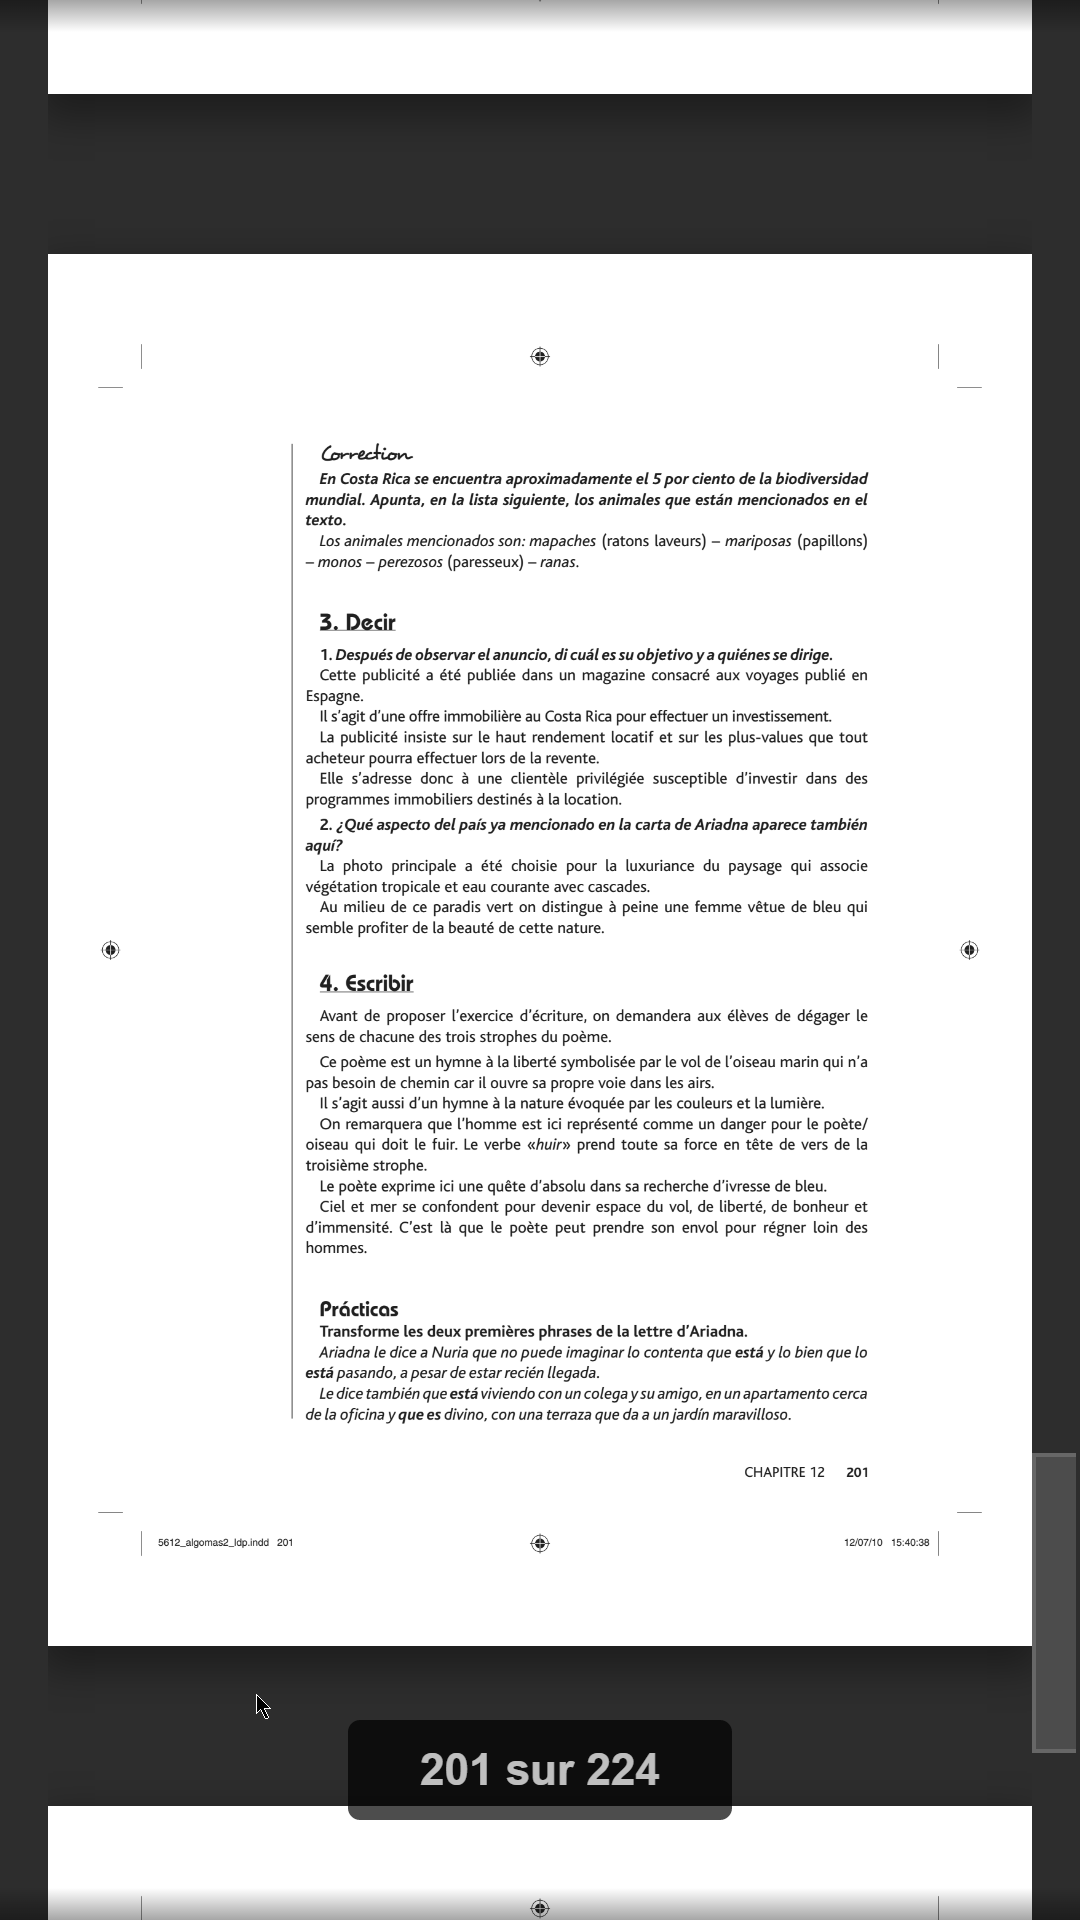 Correction
En Costa Rica se encuentra aproximadamente el 5 por ciento de la biodiversidad
mundial. Apunta, en la lista siguiente, los animales que están mencionados en el
texto.
Los animales mencionados son: mapaches (ratons laveurs) – mariposas (papillons)
– monos – perezosos (paresseux) – ranas.
3. Decir
1. Después de observar el anuncio, di cuál es su objetivo y a quiénes se dirige.
Cette publicité a été publiée dans un magazine consacré aux voyages publié en
Espagne.
Il s’agit d’une offre immobilière au Costa Rica pour effectuer un investissement.
La publicité insiste sur le haut rendement locatif et sur les plus-values que tout
acheteur pourra effectuer lors de la revente.
Elle s’adresse donc à une clientèle privilégiée susceptible d’investir dans des
programmes immobiliers destinés à la location.
2. ¿Qué aspecto del país ya mencionado en la carta de Ariadna aparece también
aquí?
La photo principale a été choisie pour la luxuriance du paysage qui associe
végétation tropicale et eau courante avec cascades.
Au milieu de ce paradis vert on distingue à peine une femme vêtue de bleu qui
semble profiter de la beauté de cette nature.
4. Escribir
Avant de proposer l’exercice d’écriture, on demandera aux élèves de dégager le
sens de chacune des trois strophes du poème.
Ce poème est un hymne à la liberté symbolisée par le vol de l’oiseau marin qui n’a
pas besoin de chemin car il ouvre sa propre voie dans les airs.
Il s’agit aussi d’un hymne à la nature évoquée par les couleurs et la lumière.
On remarquera que l’homme est ici représenté comme un danger pour le poète/
oiseau qui doit le fuir. Le verbe «huir» prend toute sa force en tête de vers de la
troisième strophe.
Le poète exprime ici une quête d’absolu dans sa recherche d’ivresse de bleu.
Ciel et mer se confondent pour devenir espace du vol, de liberté, de bonheur et
d’immensité. C’est là que le poète peut prendre son envol pour régner loin des
hommes.
Prácticas
Transforme les deux premières phrases de la lettre d’Ariadna.
Ariadna le dice a Nuria que no puede imaginar lo contenta que está y lo bien que lo
está pasando, a pesar de estar recién llegada.
Le dice también que está viviendo con un colega y su amigo, en un apartamento cerca
de la oficina y que es divino, con una terraza que da a un jardín maravilloso.
CHAPITRE 12 201
5612_algomas2_ldp.indd 201 12/07/10 15:40:38
201 sur 224